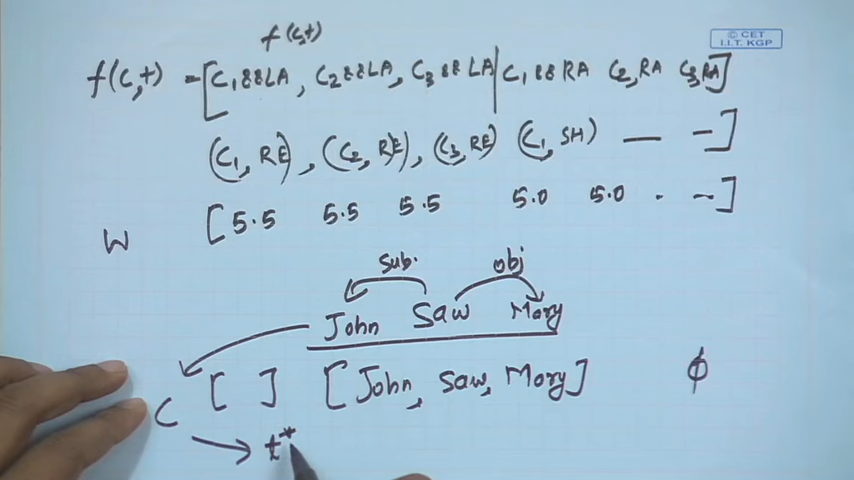 f(c,t)
© CET
I.I.T. KGP
f(c,t) = [C1&&LA, C2&&LA, C3&&LA | C1&&RA C2,RA C3,RA]
(C1, RE), (C2, RE), (C3, RE) (C1, SH) — —]
[5.5 5.5 5.5 5.0 5.0 . ~]
W
sub. obj
John Saw Mary
[ ] [John, Saw, Mary] ϕ
C → t*